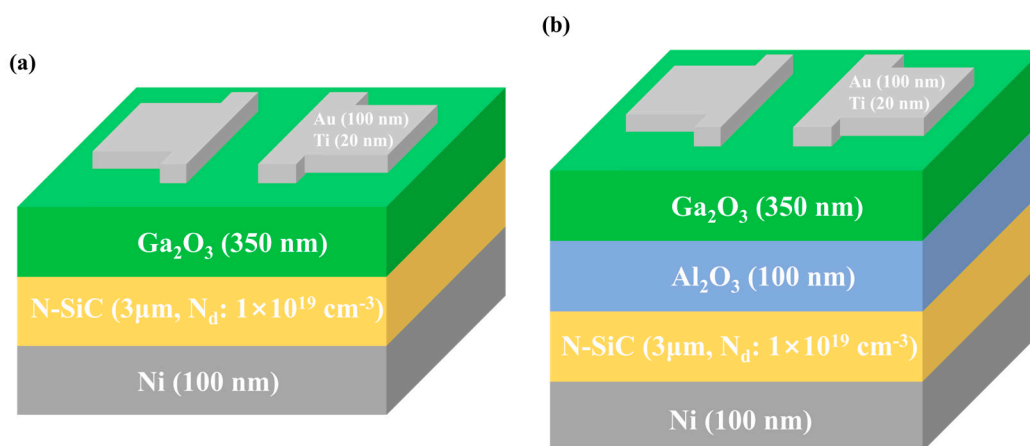 (a)
Au (100 nm)
Ti (20 nm)
Ga₂O₃ (350 nm)
N-SiC (3μm, N_d: 1×10¹⁹ cm⁻³)
Ni (100 nm)
(b)
Au (100 nm)
Ti (20 nm)
Ga₂O₃ (350 nm)
Al₂O₃ (100 nm)
N-SiC (3μm, N_d: 1×10¹⁹ cm⁻³)
Ni (100 nm)